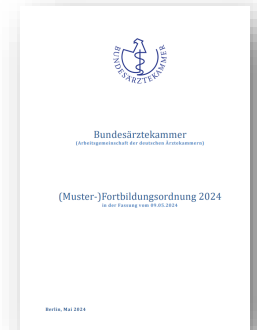 BUNDESÄRZTEKAMMER
Bundesärztekammer
(Arbeitsgemeinschaft der deutschen Ärztekammern)
(Muster-)Fortbildungsordnung 2024
in der Fassung vom 09.05.2024
Berlin, Mai 2024